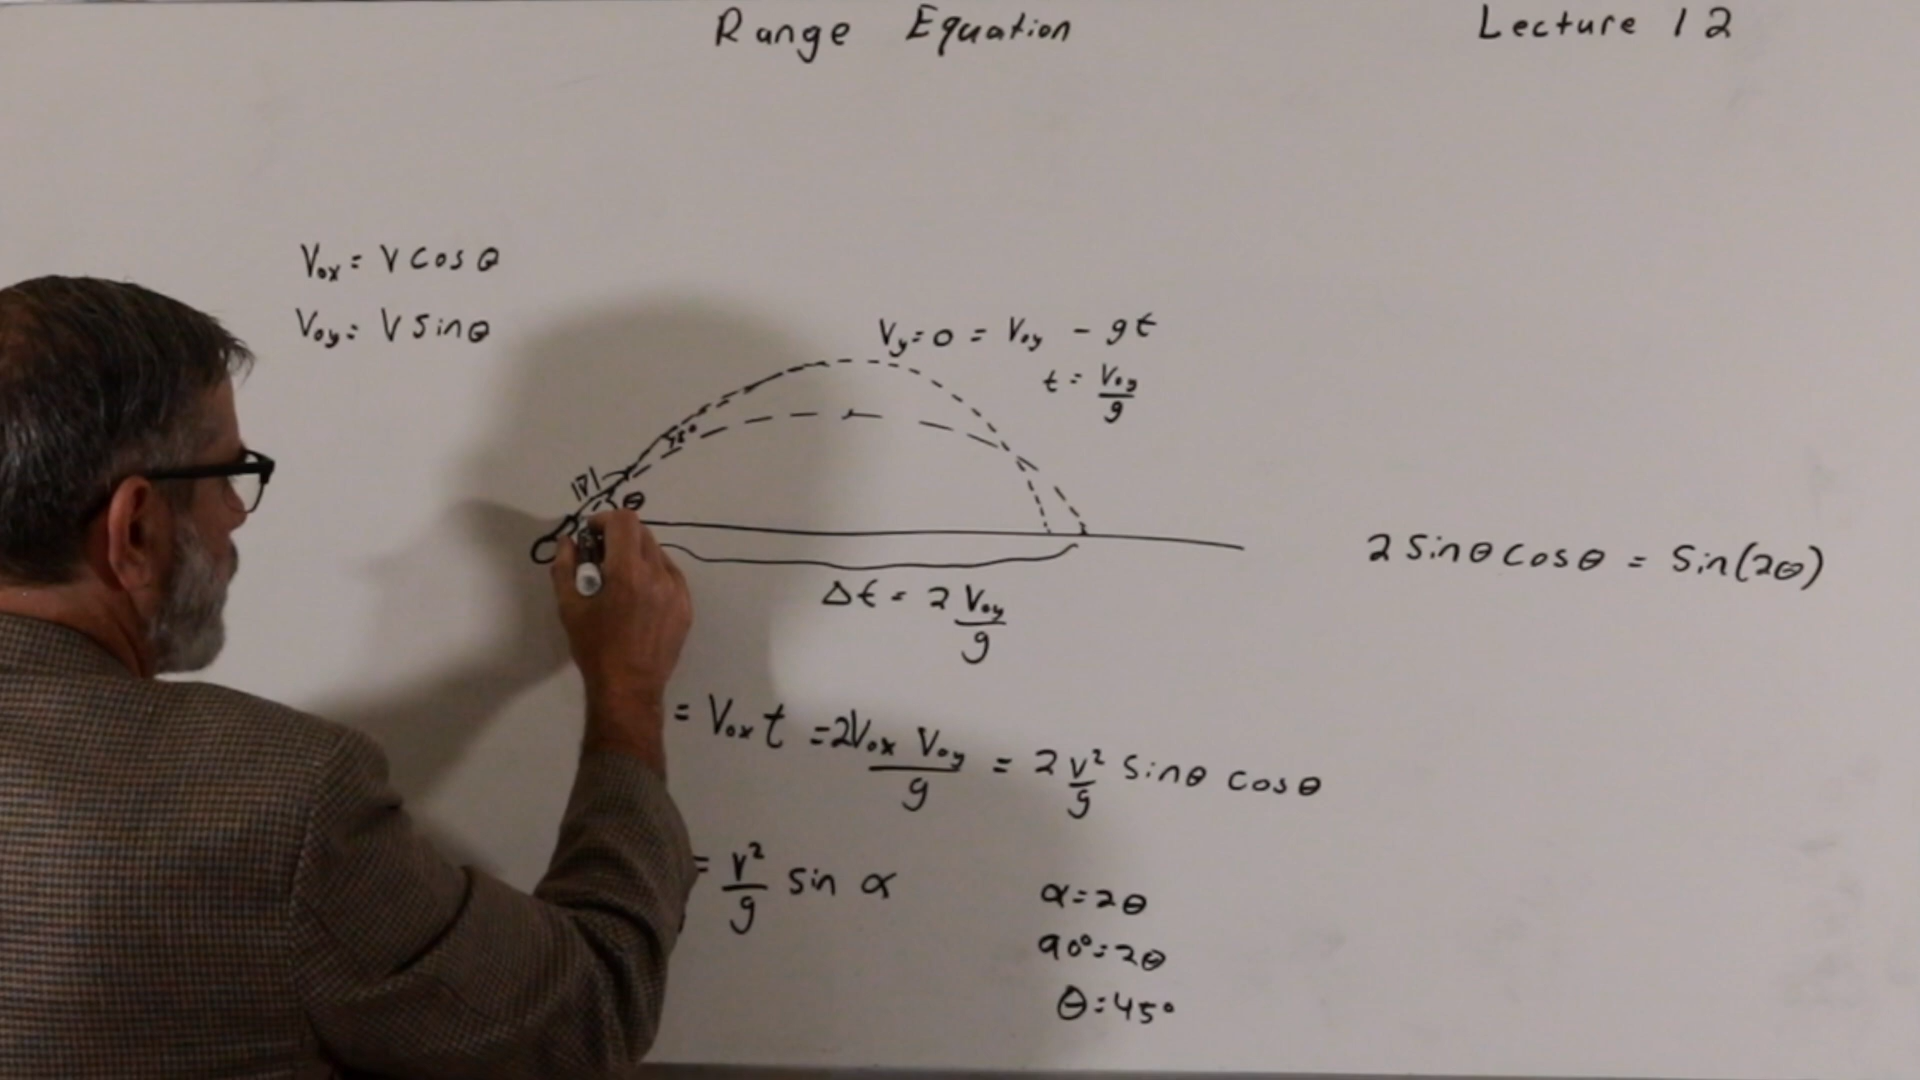 Range Equation
Lecture 12
Vox = V cos θ
Voy = V sin θ
Vy = 0 = Voy - gt
t = Voy/g
|V|
θ
Δt = 2 Voy/g
2 sin θ cos θ = sin(2θ)
= Vox t = 2Vox Voy/g = 2 v²/g sin θ cos θ
= v²/g sin α
α = 2θ
90° = 2θ
θ = 45°